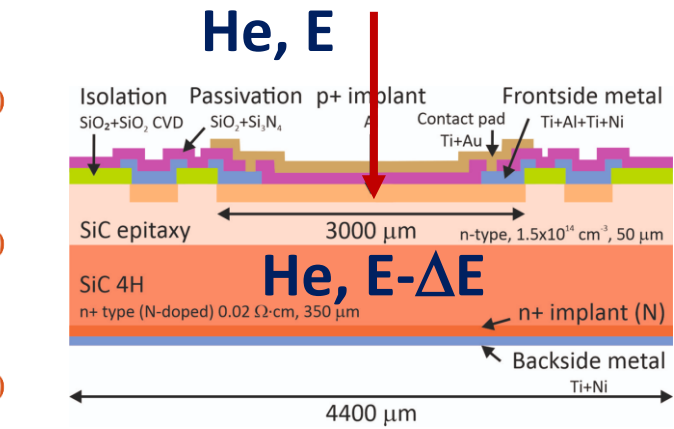 He, E
Isolation Passivation p+ implant Frontside metal
SiO₂+SiO₂ CVD SiO₂+Si₃N₄ A Contact pad Ti+Al+Ti+Ni
Ti+Au
SiC epitaxy 3000 μm n-type, 1.5x10¹⁴ cm⁻³, 50 μm
He, E-ΔE
SiC 4H
n+ type (N-doped) 0.02 Ω·cm, 350 μm n+ implant (N)
Backside metal
Ti+Ni
4400 μm